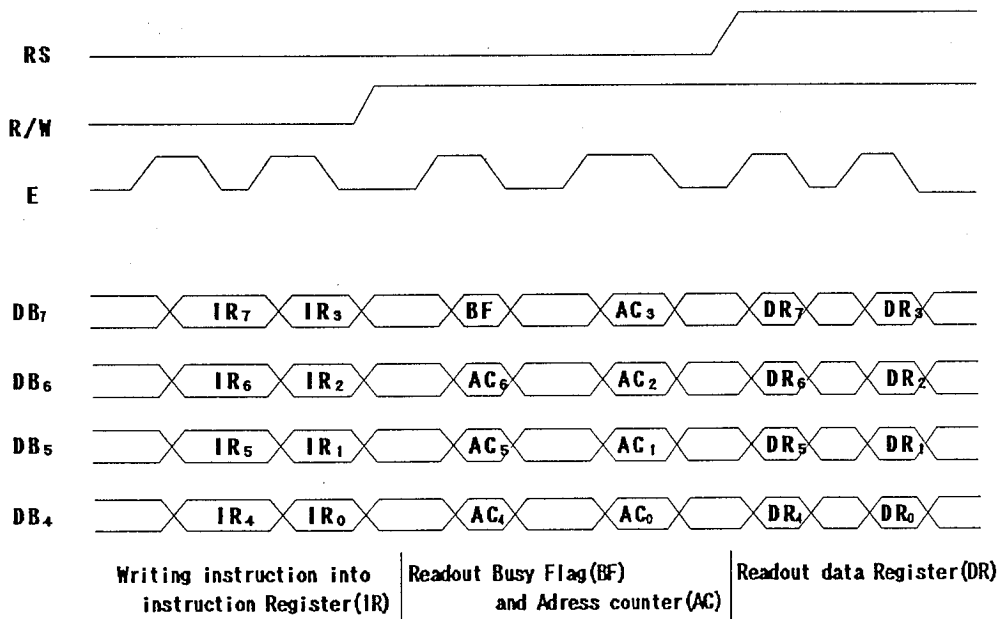 RS
R/W
E
DB₇ IR₇ IR₃ BF AC₃ DR₇ DR₃
DB₆ IR₆ IR₂ AC₆ AC₂ DR₆ DR₂
DB₅ IR₅ IR₁ AC₅ AC₁ DR₅ DR₁
DB₄ IR₄ IR₀ AC₄ AC₀ DR₄ DR₀
Writing instruction into Readout Busy Flag(BF) Readout data Register(DR)
instruction Register(IR) and Adress counter(AC)